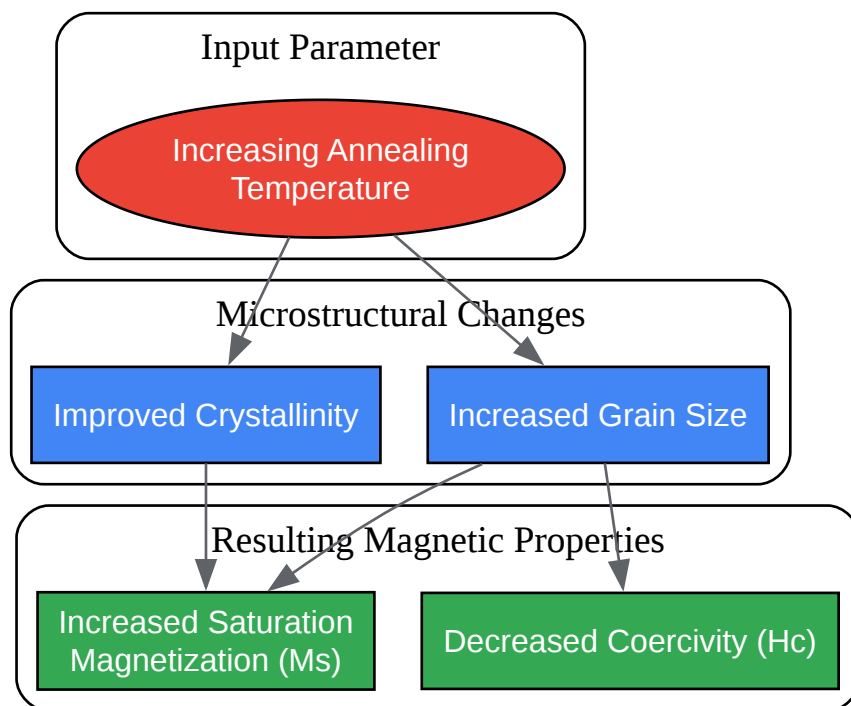 Input Parameter
Increasing Annealing
Temperature
Microstructural Changes
Improved Crystallinity
Increased Grain Size
Resulting Magnetic Properties
Increased Saturation
Magnetization (Ms)
Decreased Coercivity (Hc)